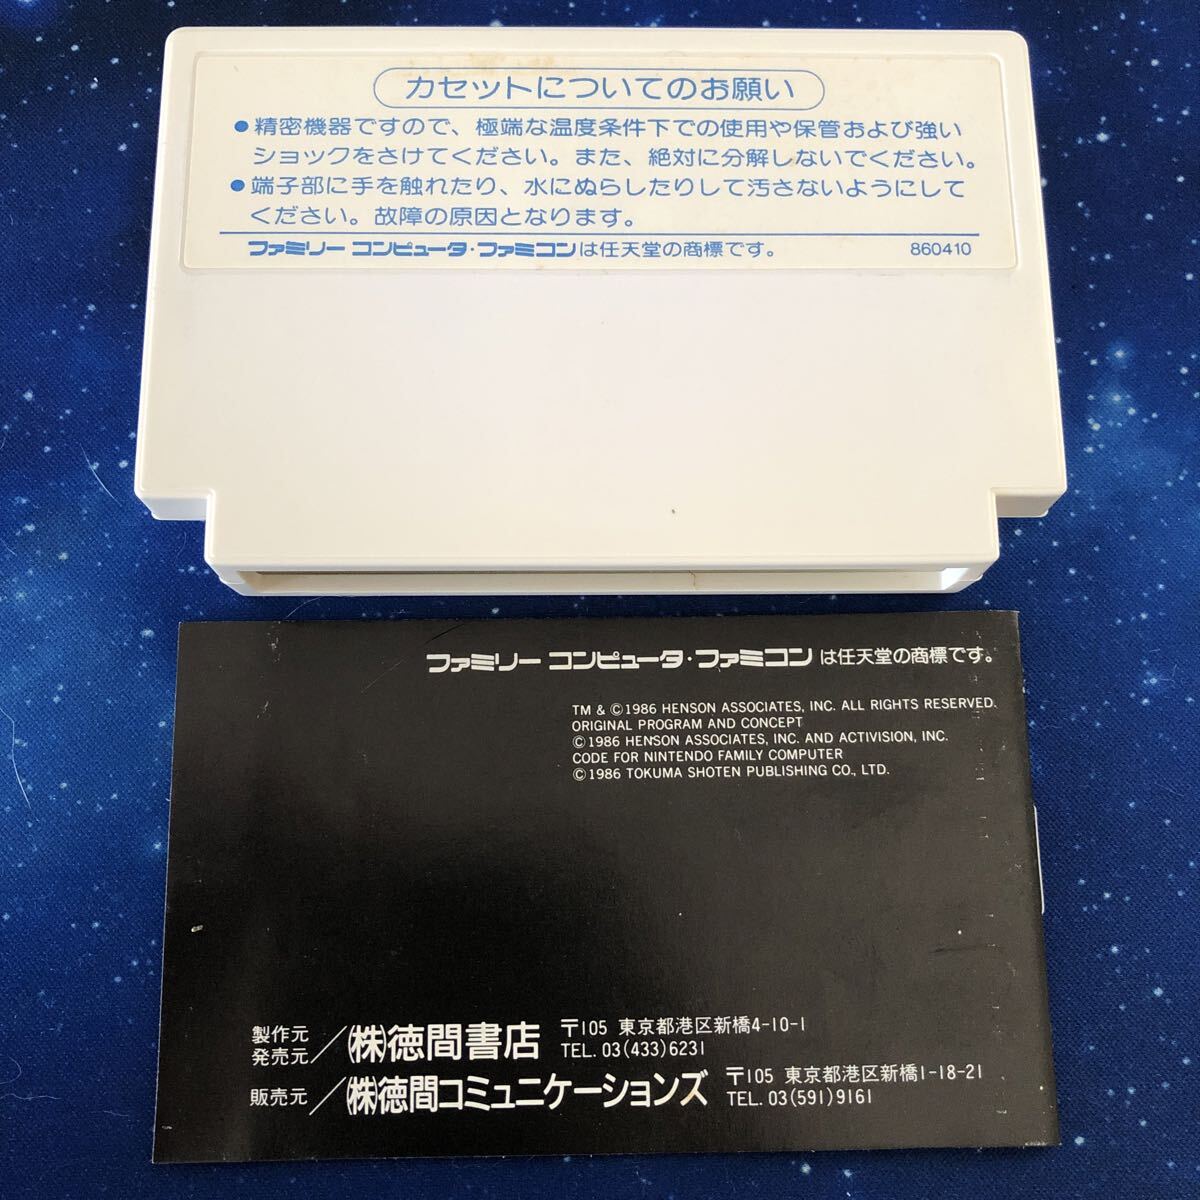 カセットについてのお願い
●精密機器ですので、極端な温度条件下での使用や保管および強い
ショックをさけてください。また、絶対に分解しないでください。
●端子部に手を触れたり、水にぬらしたりして汚さないようにして
ください。故障の原因となります。
ファミリー コンピュータ・ファミコンは任天堂の商標です。 860410
ファミリー コンピュータ・ファミコンは任天堂の商標です。
TM & ©1986 HENSON ASSOCIATES, INC. ALL RIGHTS RESERVED.
ORIGINAL PROGRAM AND CONCEPT
©1986 HENSON ASSOCIATES, INC. AND ACTIVISION, INC.
CODE FOR NINTENDO FAMILY COMPUTER
©1986 TOKUMA SHOTEN PUBLISHING CO., LTD.
製作元
発売元/㈱徳間書店
〒105 東京都港区新橋4-10-1
TEL. 03(433)6231
販売元/㈱徳間コミュニケーションズ
〒105 東京都港区新橋1-18-21
TEL. 03(591)9161